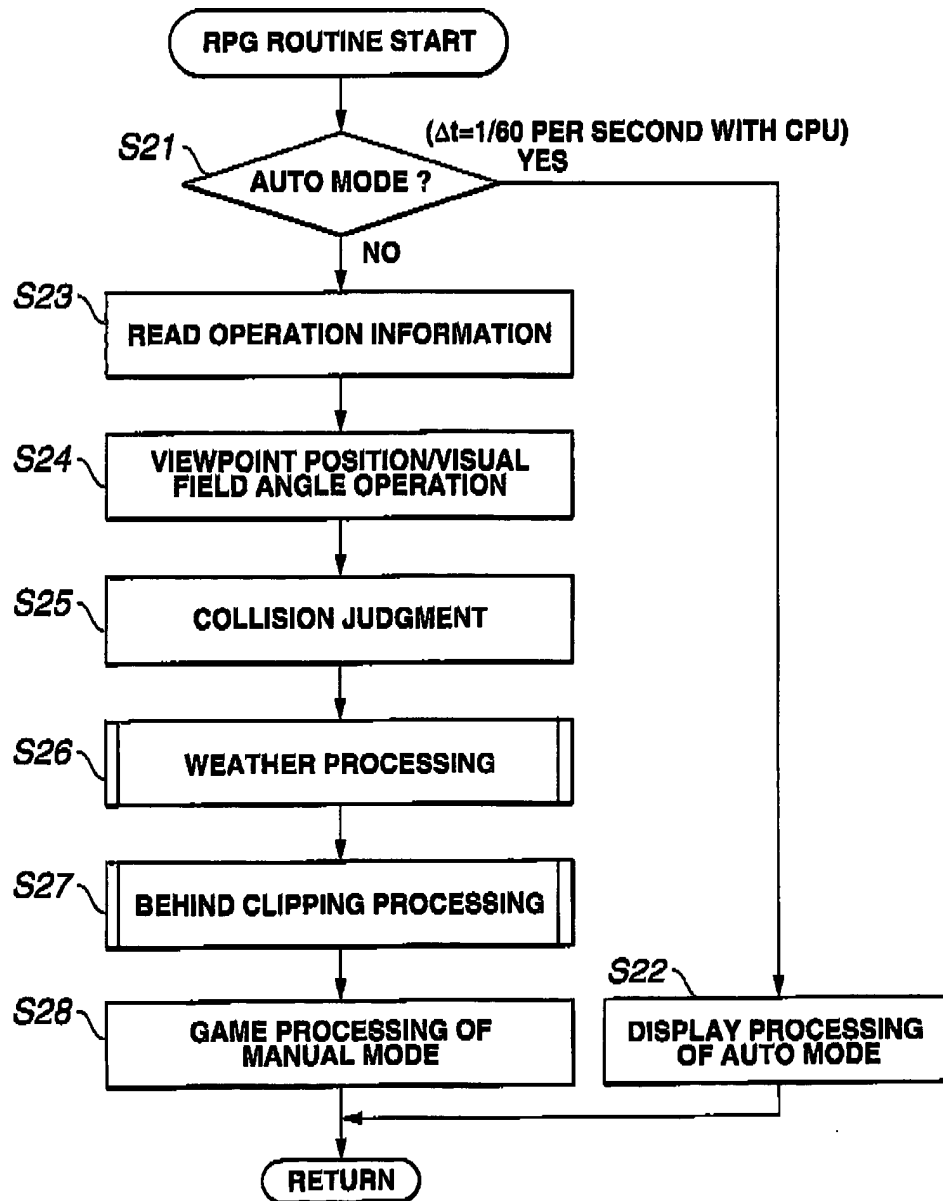 RPG ROUTINE START
(Δt=1/60 PER SECOND WITH CPU)
S21
YES
AUTO MODE ?
NO
S23
READ OPERATION INFORMATION
S24
VIEWPOINT POSITION/VISUAL
FIELD ANGLE OPERATION
S25
COLLISION JUDGMENT
S26
WEATHER PROCESSING
S27
BEHIND CLIPPING PROCESSING
S28
GAME PROCESSING OF
MANUAL MODE
S22
DISPLAY PROCESSING
OF AUTO MODE
RETURN